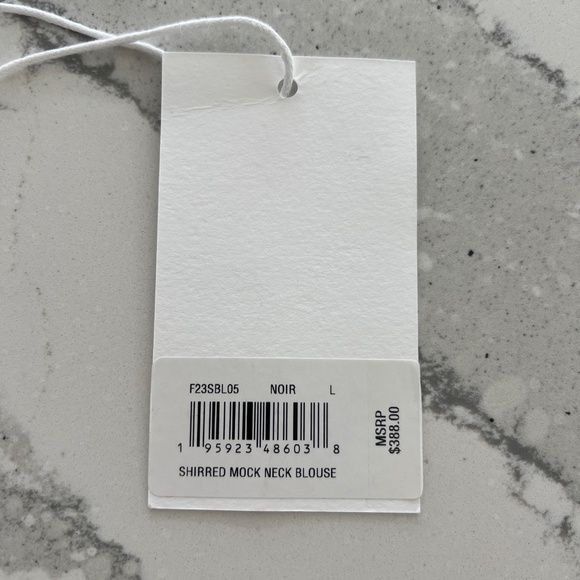 F23SBL05 NOIR L
1 95923 48603 8
SHIRRED MOCK NECK BLOUSE
MSRP
$388.00